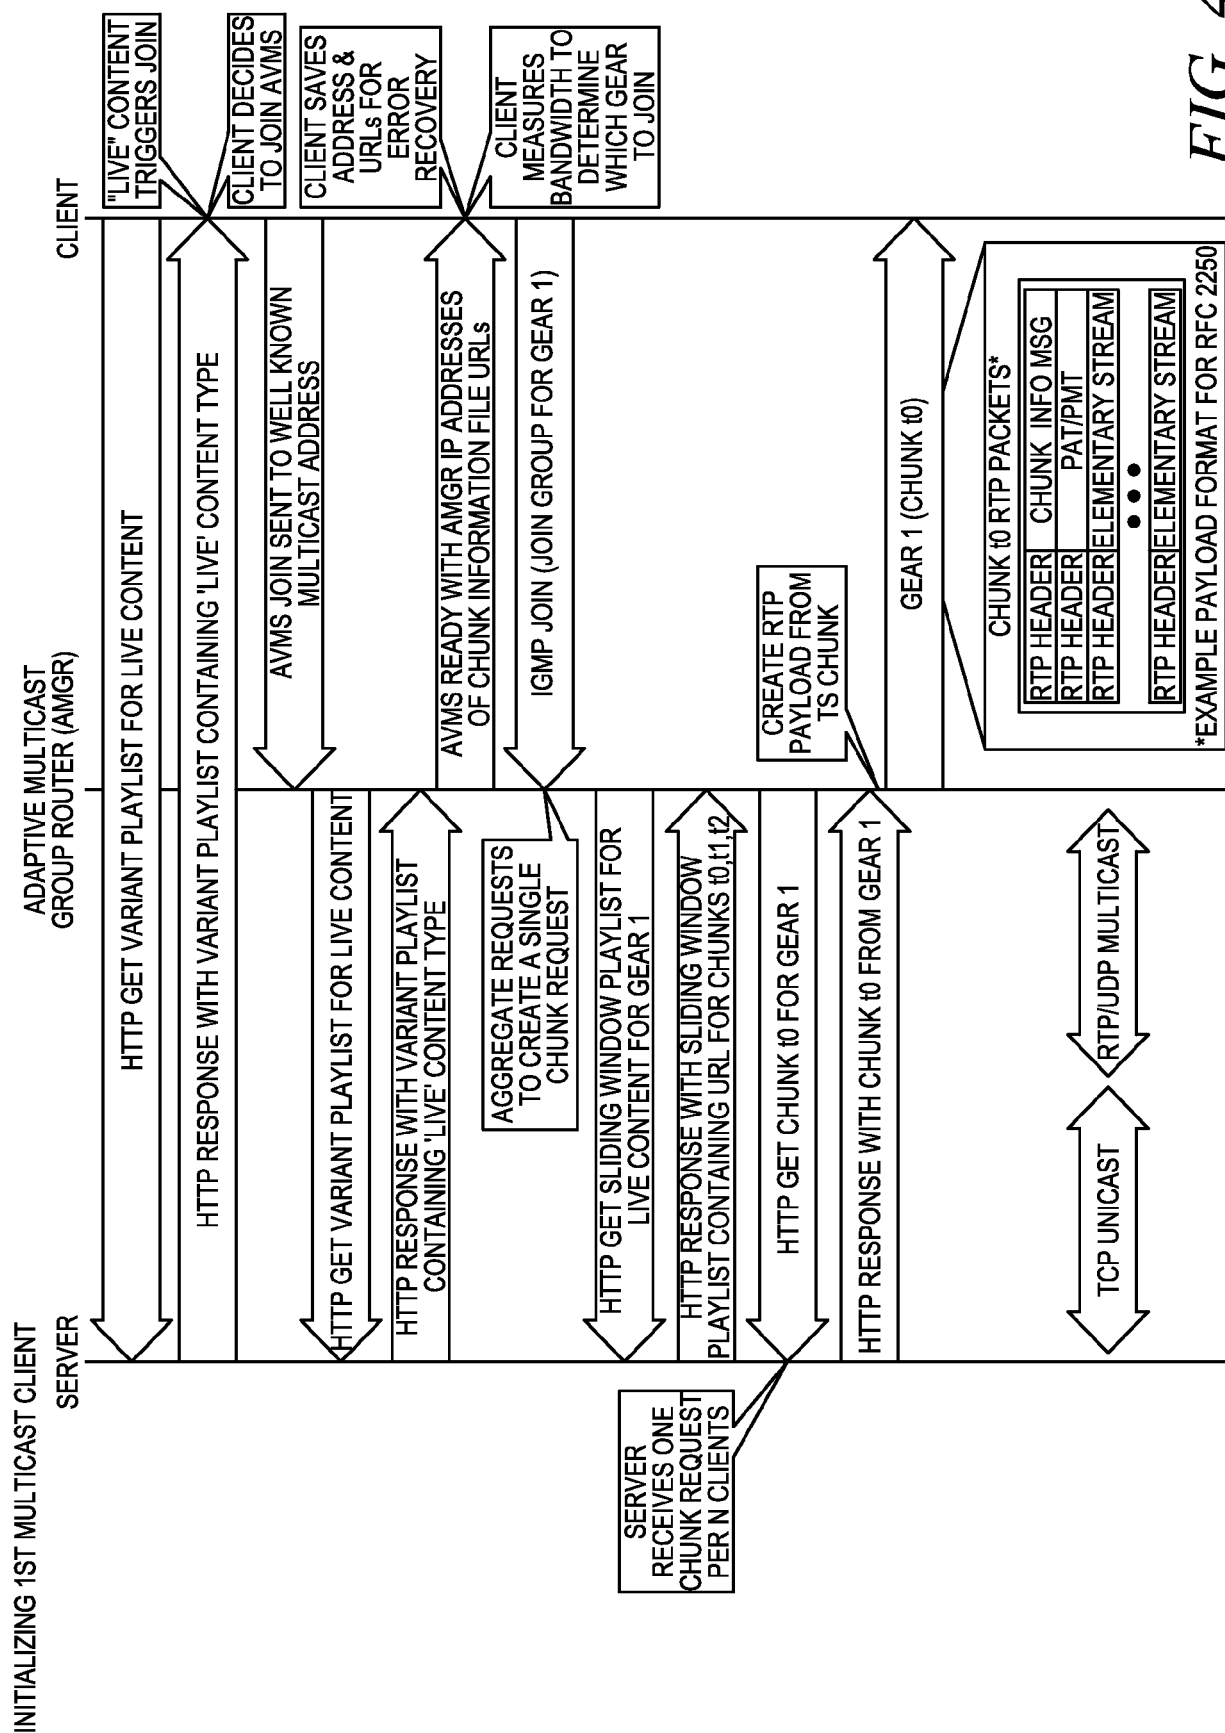 INITIALIZING 1ST MULTICAST CLIENT
SERVER
ADAPTIVE MULTICAST
GROUP ROUTER (AMGR)
CLIENT
HTTP GET VARIANT PLAYLIST FOR LIVE CONTENT
"LIVE" CONTENT
TRIGGERS JOIN
HTTP RESPONSE WITH VARIANT PLAYLIST CONTAINING 'LIVE' CONTENT TYPE
CLIENT DECIDES
TO JOIN AVMS
AVMS JOIN SENT TO WELL KNOWN
MULTICAST ADDRESS
HTTP GET VARIANT PLAYLIST FOR LIVE CONTENT
CLIENT SAVES
ADDRESS &
URLs FOR
ERROR
RECOVERY
HTTP RESPONSE WITH VARIANT PLAYLIST
CONTAINING 'LIVE' CONTENT TYPE
AVMS READY WITH AMGR IP ADDRESSES
OF CHUNK INFORMATION FILE URLs
CLIENT
MEASURES
BANDWIDTH TO
DETERMINE
WHICH GEAR
TO JOIN
IGMP JOIN (JOIN GROUP FOR GEAR 1)
AGGREGATE REQUESTS
TO CREATE A SINGLE
CHUNK REQUEST
HTTP GET SLIDING WINDOW PLAYLIST FOR
LIVE CONTENT FOR GEAR 1
HTTP RESPONSE WITH SLIDING WINDOW
PLAYLIST CONTAINING URL FOR CHUNKS t0,t1,t2
SERVER
RECEIVES ONE
CHUNK REQUEST
PER N CLIENTS
HTTP GET CHUNK t0 FOR GEAR 1
CREATE RTP
PAYLOAD FROM
TS CHUNK
HTTP RESPONSE WITH CHUNK t0 FROM GEAR 1
GEAR 1 (CHUNK t0)
CHUNK t0 RTP PACKETS*
RTP HEADER CHUNK INFO MSG
RTP HEADER PAT/PMT
RTP HEADER ELEMENTARY STREAM
RTP HEADER ELEMENTARY STREAM
*EXAMPLE PAYLOAD FORMAT FOR RFC 2250
TCP UNICAST
RTP/UDP MULTICAST
FIG.